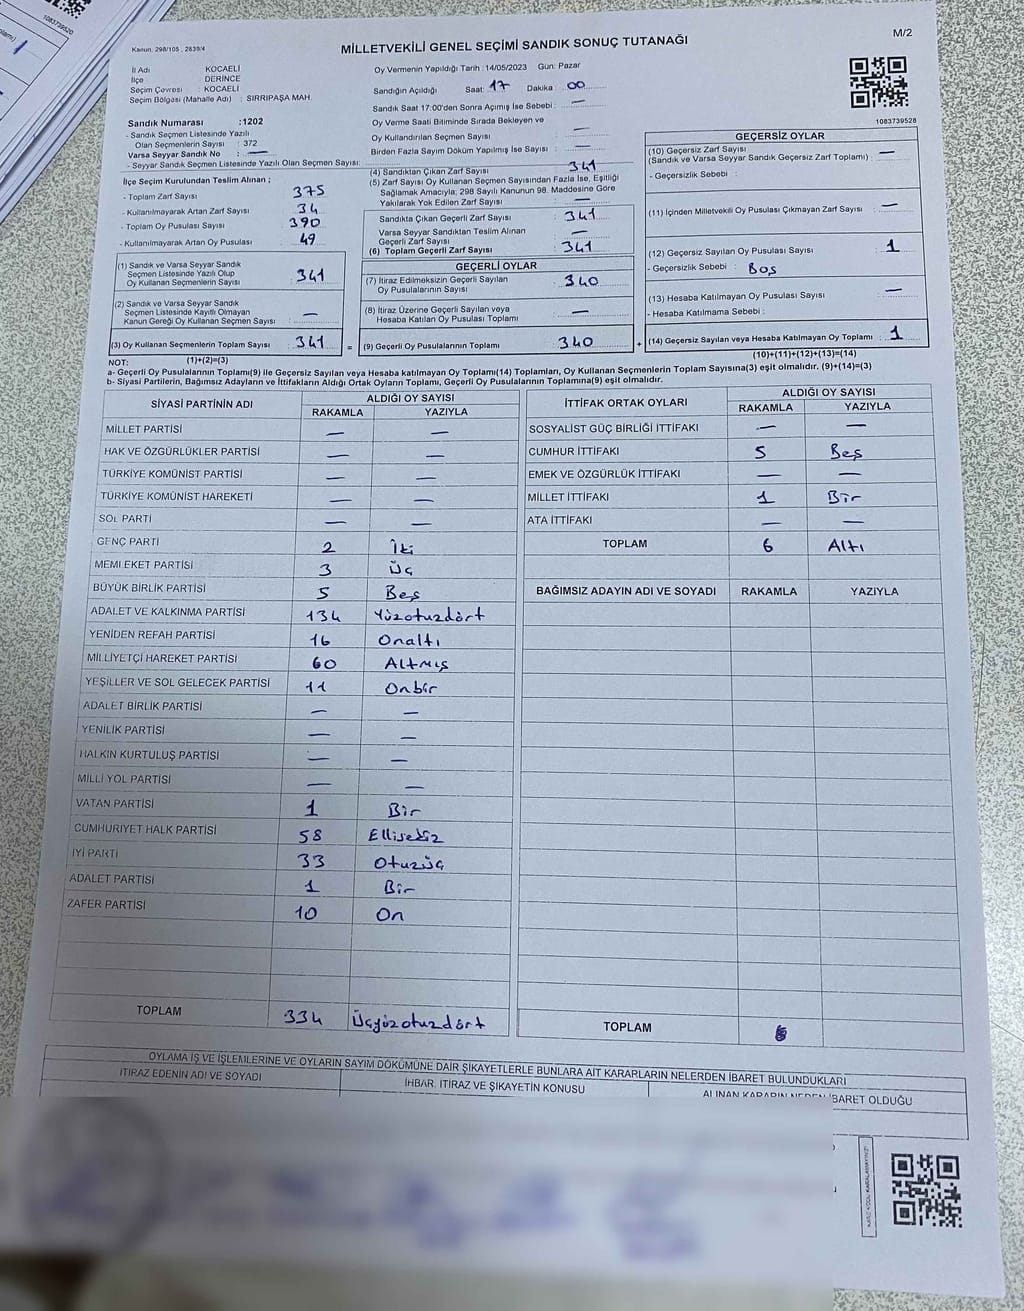 M/2
Kanun, 298/105 , 2839/4
MİLLETVEKİLİ GENEL SEÇİMİ SANDIK SONUÇ TUTANAĞI
İl Adı KOCAELİ
İlçe DERİNCE
Seçim Çevresi : KOCAELİ
Seçim Bölgesi (Mahalle Adı) : SIRRIPAŞA MAH.
Sandık Numarası :1202
- Sandık Seçmen Listesinde Yazılı
Olan Seçmenlerin Sayısı : 372
Varsa Seyyar Sandık No : —
- Seyyar Sandık Seçmen Listesinde Yazılı Olan Seçmen Sayısı:
Oy Vermenin Yapıldığı Tarih :14/05/2023 Gün: Pazar
Sandığın Açıldığı Saat: 17 Dakika : 00
Sandık Saat 17:00'den Sonra Açımış İse Sebebi : —
Oy Verme Saati Bitiminde Sırada Bekleyen ve
Oy Kullandırılan Seçmen Sayısı : —
Birden Fazla Sayım Döküm Yapılmış İse Sayısı : —
1083739528
İlçe Seçim Kurulundan Teslim Alınan ;
- Toplam Zarf Sayısı : 375
- Kullanılmayarak Artan Zarf Sayısı : 34
- Toplam Oy Pusulası Sayısı : 390
- Kullanılmayarak Artan Oy Pusulası : 49
(1) Sandık ve Varsa Seyyar Sandık
Seçmen Listesinde Yazılı Olup
Oy Kullanan Seçmenlerin Sayısı : 341
(2) Sandık ve Varsa Seyyar Sandık
Seçmen Listesinde Kayıtlı Olmayan
Kanun Gereği Oy Kullanan Seçmen Sayısı : —
(3) Oy Kullanan Seçmenlerin Toplam Sayısı : 341
(4) Sandıktan Çıkan Zarf Sayısı : 341
(5) Zarf Sayısı Oy Kullanan Seçmen Sayısından Fazla İse, Eşitliği
Sağlamak Amacıyla; 298 Sayılı Kanunun 98. Maddesine Göre
Yakılarak Yok Edilen Zarf Sayısı : —
Sandıkta Çıkan Geçerli Zarf Sayısı : 341
Varsa Seyyar Sandıktan Teslim Alınan
Geçerli Zarf Sayısı : —
(6) Toplam Geçerli Zarf Sayısı : 341
GEÇERLİ OYLAR
(7) İtiraz Edilmeksizin Geçerli Sayılan
Oy Pusulalarının Sayısı : 340
(8) İtiraz Üzerine Geçerli Sayılan veya
Hesaba Katılan Oy Pusulası Toplamı : —
= (9) Geçerli Oy Pusulalarının Toplamı : 340
GEÇERSİZ OYLAR
(10) Geçersiz Zarf Sayısı : —
(Sandık ve Varsa Seyyar Sandık Geçersiz Zarf Toplamı)
- Geçersizlik Sebebi :
(11) İçinden Milletvekili Oy Pusulası Çıkmayan Zarf Sayısı : —
(12) Geçersiz Sayılan Oy Pusulası Sayısı : 1
- Geçersizlik Sebebi : Boş
(13) Hesaba Katılmayan Oy Pusulası Sayısı : —
- Hesaba Katılmama Sebebi :
+ (14) Geçersiz Sayılan veya Hesaba Katılmayan Oy Toplamı : 1
NOT: (1)+(2)=(3)
(10)+(11)+(12)+(13)=(14)
a- Geçerli Oy Pusulalarının Toplamı(9) ile Geçersiz Sayılan veya Hesaba katılmayan Oy Toplamı(14) Toplamları, Oy Kullanan Seçmenlerin Toplam Sayısına(3) eşit olmalıdır. (9)+(14)=(3)
b- Siyasi Partilerin, Bağımsız Adayların ve İttifakların Aldığı Ortak Oyların Toplamı, Geçerli Oy Pusulalarının Toplamına(9) eşit olmalıdır.
SİYASİ PARTİNİN ADI ALDIĞI OY SAYISI
RAKAMLA YAZIYLA
MİLLET PARTİSİ — —
HAK VE ÖZGÜRLÜKLER PARTİSİ — —
TÜRKİYE KOMÜNİST PARTİSİ — —
TÜRKİYE KOMÜNİST HAREKETİ — —
SOL PARTİ — —
GENÇ PARTİ 2 İki
MEMLEKET PARTİSİ 3 Üç
BÜYÜK BİRLİK PARTİSİ 5 Beş
ADALET VE KALKINMA PARTİSİ 134 Yüzotuzdört
YENİDEN REFAH PARTİSİ 16 Onaltı
MİLLİYETÇİ HAREKET PARTİSİ 60 Altmış
YEŞİLLER VE SOL GELECEK PARTİSİ 11 Onbir
ADALET BİRLİK PARTİSİ — —
YENİLİK PARTİSİ — —
HALKIN KURTULUŞ PARTİSİ — —
MİLLİ YOL PARTİSİ — —
VATAN PARTİSİ 1 Bir
CUMHURİYET HALK PARTİSİ 58 Ellisekiz
İYİ PARTİ 33 Otuzüç
ADALET PARTİSİ 1 Bir
ZAFER PARTİSİ 10 On
TOPLAM 334 Üçyüzotuzdört
İTTİFAK ORTAK OYLARI ALDIĞI OY SAYISI
RAKAMLA YAZIYLA
SOSYALİST GÜÇ BİRLİĞİ İTTİFAKI — —
CUMHUR İTTİFAKI 5 Beş
EMEK VE ÖZGÜRLÜK İTTİFAKI — —
MİLLET İTTİFAKI 1 Bir
ATA İTTİFAKI — —
TOPLAM 6 Altı
BAĞIMSIZ ADAYIN ADI VE SOYADI RAKAMLA YAZIYLA
TOPLAM
OYLAMA İŞ VE İŞLEMLERİNE VE OYLARIN SAYIM DÖKÜMÜNE DAİR ŞİKAYETLERLE BUNLARA AİT KARARLARIN NELERDEN İBARET BULUNDUKLARI
İTİRAZ EDENİN ADI VE SOYADI İHBAR, İTİRAZ VE ŞİKAYETİN KONUSU ALINAN KARARIN NEDEN İBARET OLDUĞU